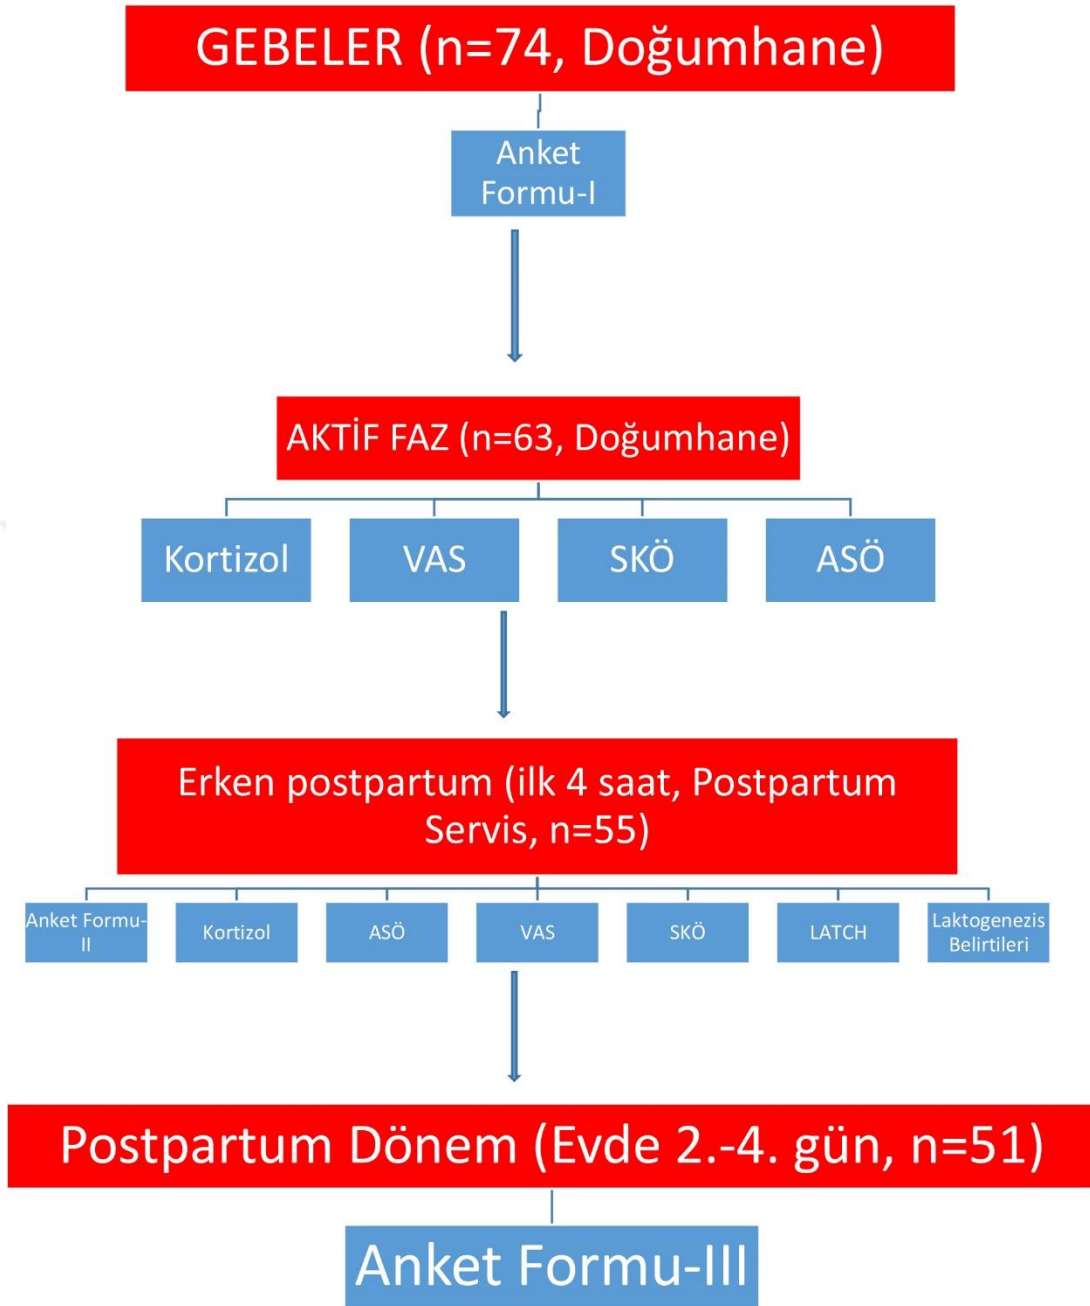 GEBELER (n=74, Doğumhane)
Anket
Formu-I
AKTİF FAZ (n=63, Doğumhane)
Kortizol
VAS
SKÖ
ASÖ
Erken postpartum (ilk 4 saat, Postpartum
Servis, n=55)
Anket Formu-
II
Kortizol
ASÖ
VAS
SKÖ
LATCH
Laktogenezis
Belirtileri
Postpartum Dönem (Evde 2.-4. gün, n=51)
Anket Formu-III